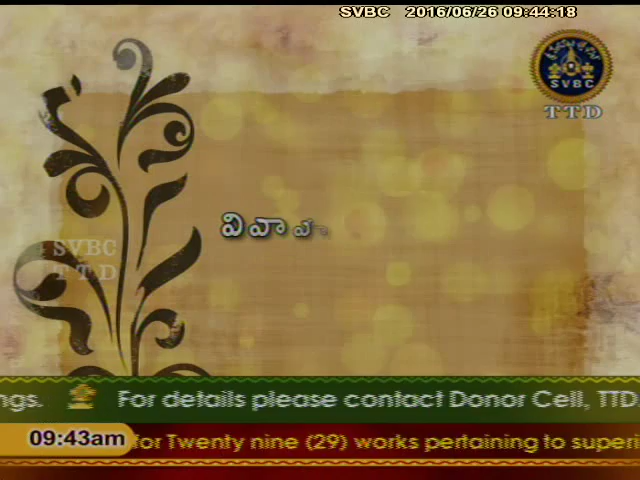 SVBC 2016/06/26 09:44:18
SVBC
TTD
వివాహ
SVBC
TTD
ngs. For details please contact Donor Cell, TTD.
09:43am for Twenty nine (29) works pertaining to superi